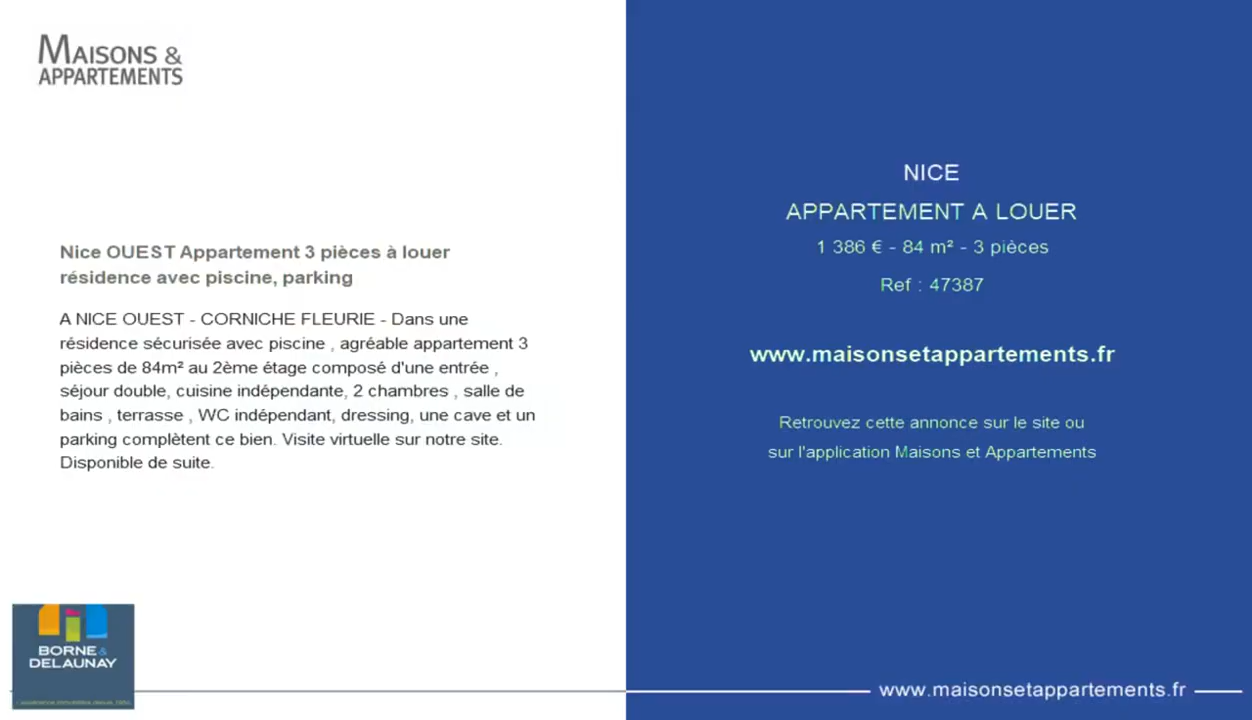 MAISONS &
APPARTEMENTS
Nice OUEST Appartement 3 pièces à louer
résidence avec piscine, parking
A NICE OUEST - CORNICHE FLEURIE - Dans une
résidence sécurisée avec piscine , agréable appartement 3
pièces de 84m² au 2ème étage composé d'une entrée ,
séjour double, cuisine indépendante, 2 chambres , salle de
bains , terrasse , WC indépendant, dressing, une cave et un
parking complètent ce bien. Visite virtuelle sur notre site.
Disponible de suite.
BORNE &
DELAUNAY
NICE
APPARTEMENT A LOUER
1 386 € - 84 m² - 3 pièces
Ref : 47387
www.maisonsetappartements.fr
Retrouvez cette annonce sur le site ou
sur l'application Maisons et Appartements
www.maisonsetappartements.fr